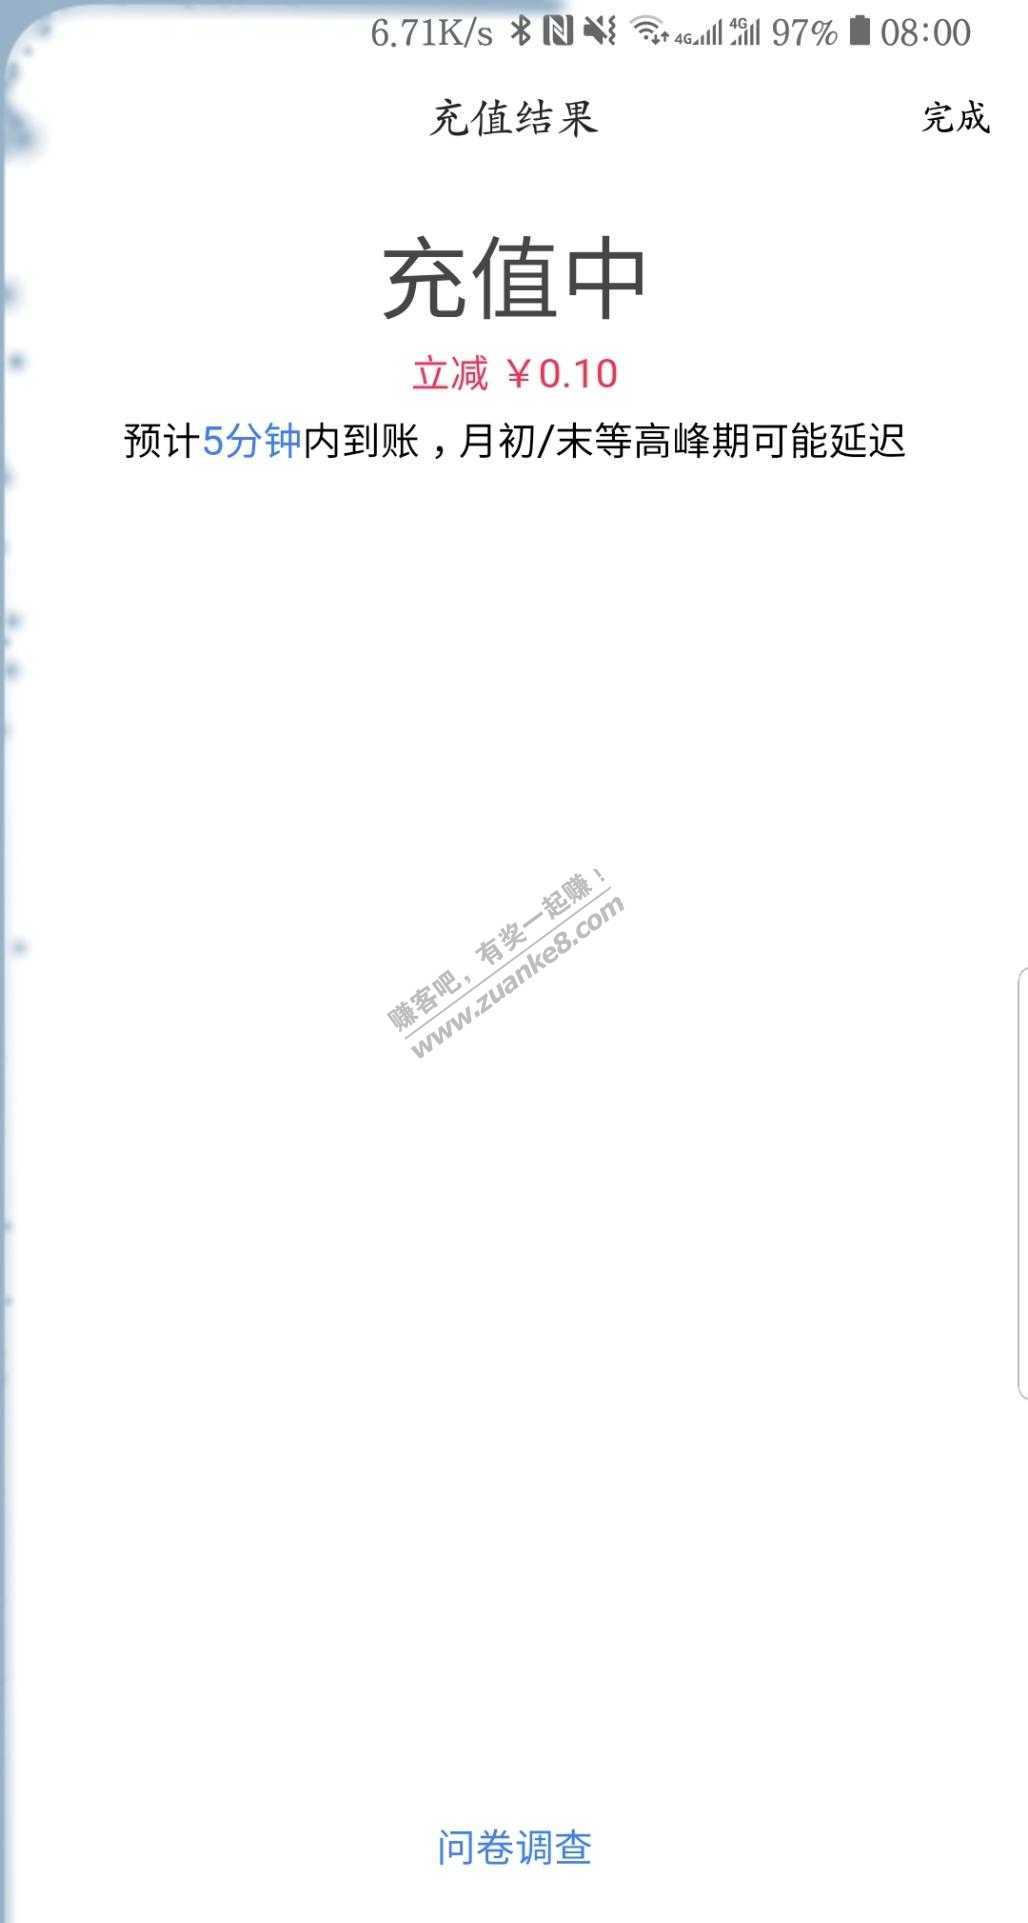 6.71K/s 4G 4G 97% 08:00
充值结果 完成
充值中
立减 ￥0.10
预计5分钟内到账，月初/末等高峰期可能延迟
赚客吧，有奖一起赚！
www.zuanke8.com
问卷调查